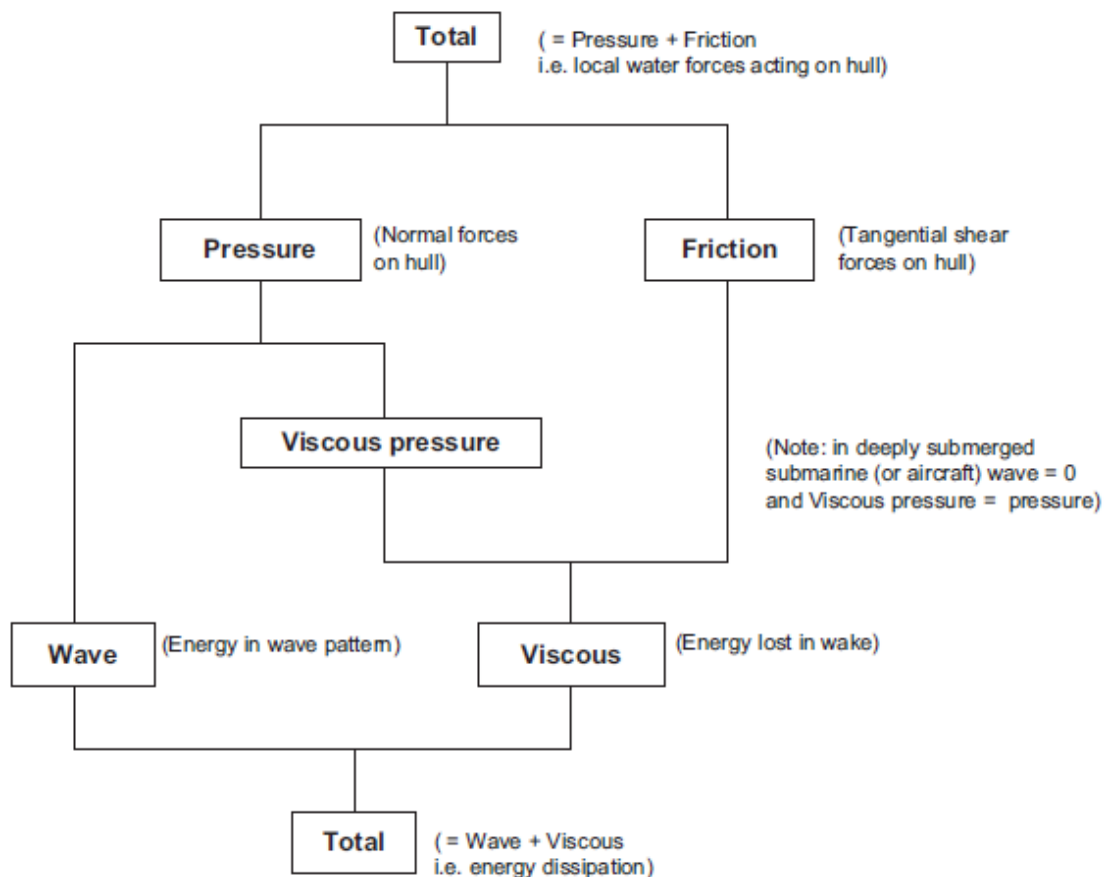 Total
( = Pressure + Friction
i.e. local water forces acting on hull)
Pressure
(Normal forces
on hull)
Friction
(Tangential shear
forces on hull)
Viscous pressure
(Note: in deeply submerged
submarine (or aircraft) wave = 0
and Viscous pressure = pressure)
Wave
(Energy in wave pattern)
Viscous
(Energy lost in wake)
Total
( = Wave + Viscous
i.e. energy dissipation)